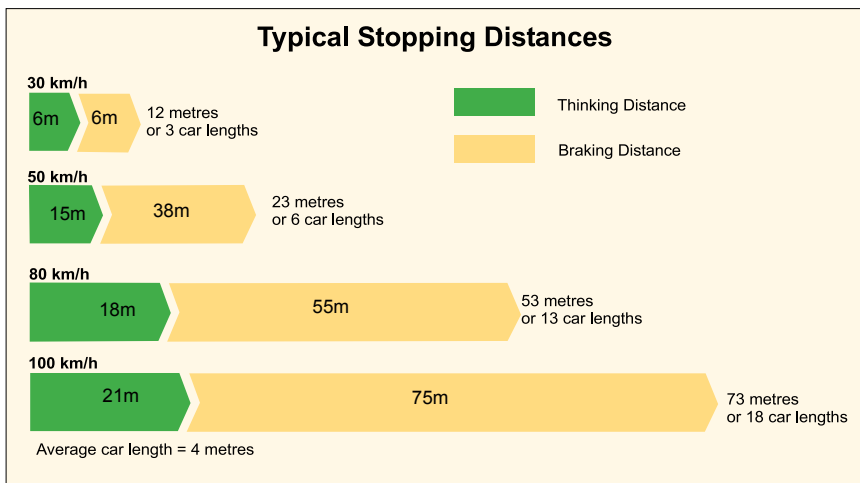 Typical Stopping Distances
30 km/h
6m
6m
12 metres
or 3 car lengths
Thinking Distance
Braking Distance
50 km/h
15m
38m
23 metres
or 6 car lengths
80 km/h
18m
55m
53 metres
or 13 car lengths
100 km/h
21m
75m
73 metres
or 18 car lengths
Average car length = 4 metres